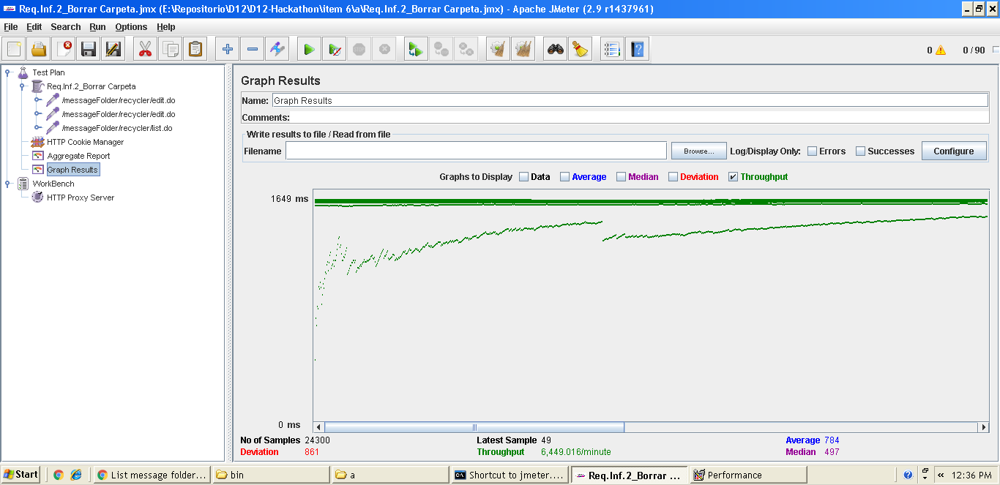 Req.Inf.2_Borrar Carpeta.jmx (E:\Repositorio\D12\D12-Hackathon\item 6\a\Req.Inf.2_Borrar Carpeta.jmx) - Apache JMeter (2.9 r1437961)
File Edit Search Run Options Help
0 0 / 90
Test Plan
Req.Inf.2_Borrar Carpeta
/messageFolder/recycler/edit.do
/messageFolder/recycler/edit.do
/messageFolder/recycler/list.do
HTTP Cookie Manager
Aggregate Report
Graph Results
WorkBench
HTTP Proxy Server
Graph Results
Name: Graph Results
Comments:
Write results to file / Read from file
Filename Browse... Log/Display Only: Errors Successes Configure
Graphs to Display Data Average Median Deviation Throughput
1649 ms
0 ms
No of Samples 24300 Latest Sample 49 Average 784
Deviation 861 Throughput 6,449.016/minute Median 497
Start List message folder... bin a Shortcut to jmeter.... Req.Inf.2_Borrar ... Performance « 12:36 PM